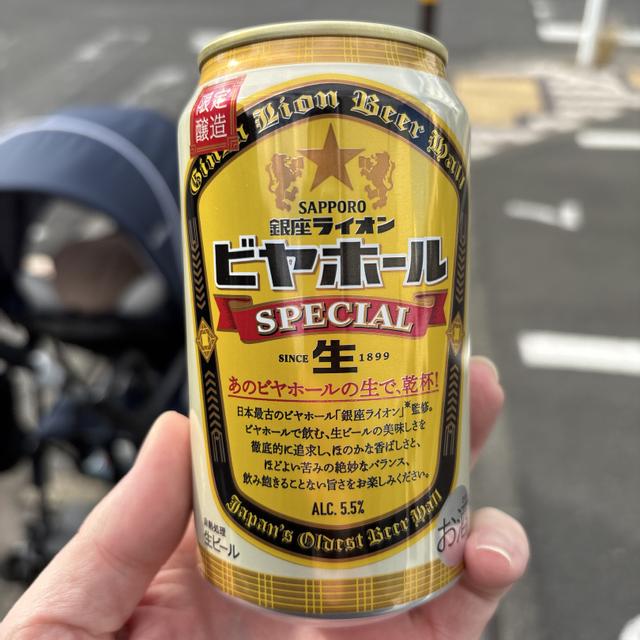 限定
醸造
Ginza Lion Beer Hall
SAPPORO
銀座ライオン
ビヤホール
SPECIAL
SINCE 生 1899
あのビヤホールの生で、乾杯!
日本最古のビヤホール「銀座ライオン」※監修。
ビヤホールで飲む、生ビールの美味しさを
徹底的に追求し、ほのかな香ばしさと、
ほどよい苦みの絶妙なバランス、
飲み飽きることない旨さをお楽しみください。
ALC. 5.5%
Japan's Oldest Beer Hall
非熱処理
生ビール
お酒